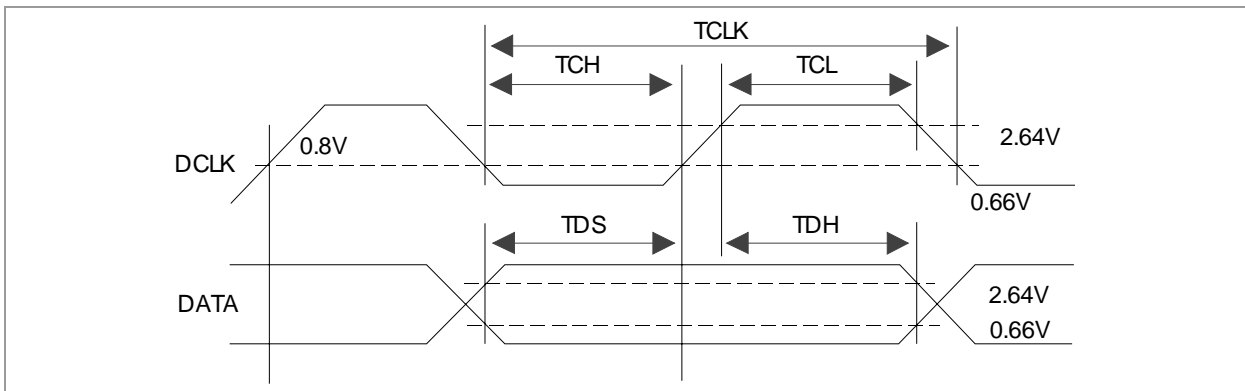 TCLK
TCH TCL
DCLK 0.8V 2.64V
0.66V
TDS TDH
DATA 2.64V
0.66V